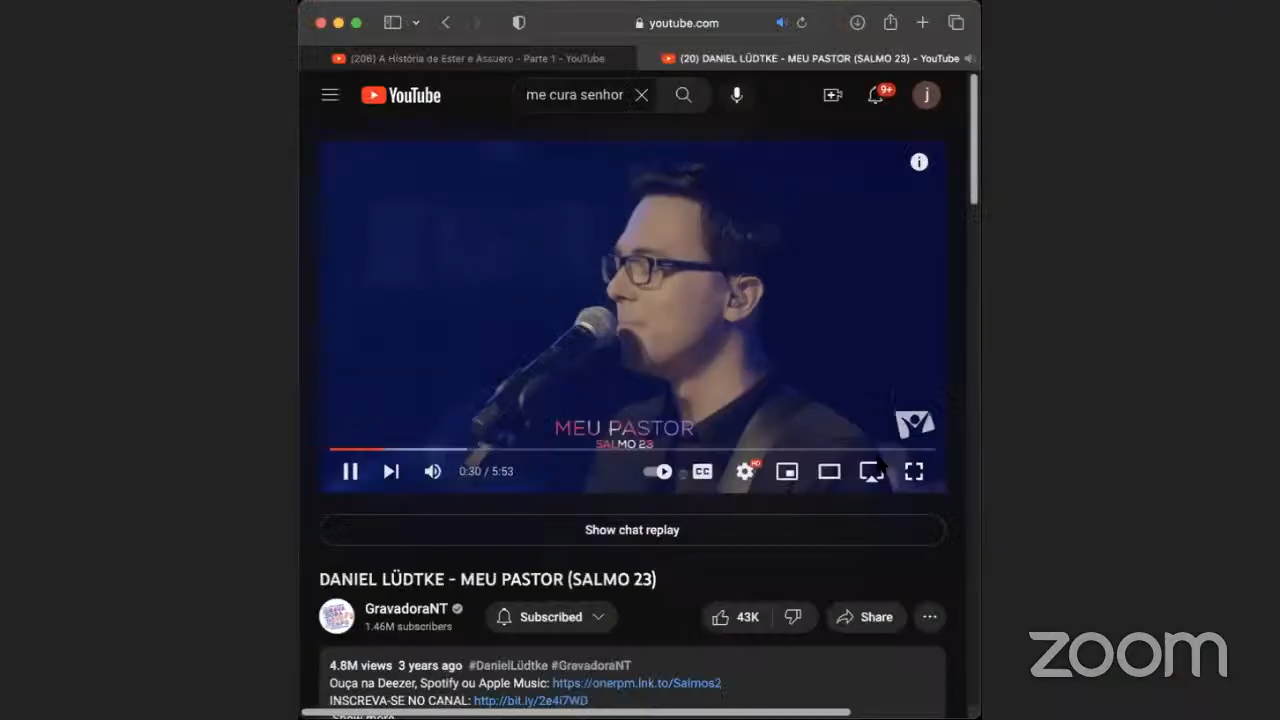 youtube.com
(206) A História de Ester e Assuero - Parte 1 - YouTube
(20) DANIEL LÜDTKE - MEU PASTOR (SALMO 23) - YouTube
YouTube
me cura senhor
9+
j
MEU PASTOR
SALMO 23
0:30 / 5:53
CC
HD
Show chat replay
DANIEL LÜDTKE - MEU PASTOR (SALMO 23)
GravadoraNT
1.46M subscribers
Subscribed
43K
Share
4.8M views 3 years ago #DanielLüdtke #GravadoraNT
Ouça na Deezer, Spotify ou Apple Music: https://onerpm.lnk.to/Salmos2
INSCREVA-SE NO CANAL: http://bit.ly/2e4i7WD
Show more
zoom